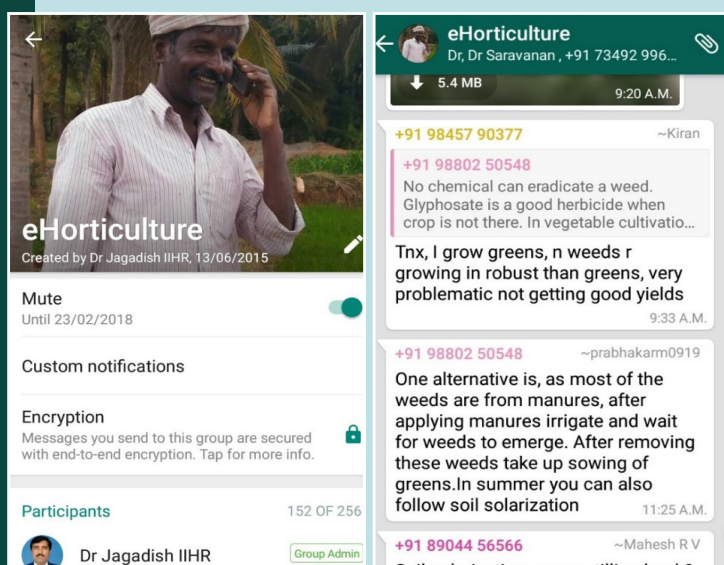 eHorticulture
Created by Dr Jagadish IIHR, 13/06/2015
Mute
Until 23/02/2018
Custom notifications
Encryption
Messages you send to this group are secured
with end-to-end encryption. Tap for more info.
Participants
152 OF 256
Dr Jagadish IIHR
Group Admin
eHorticulture
Dr, Dr Saravanan , +91 73492 996...
5.4 MB
9:20 A.M.
+91 98457 90377
~Kiran
+91 98802 50548
No chemical can eradicate a weed.
Glyphosate is a good herbicide when
crop is not there. In vegetable cultivatio...
Tnx, I grow greens, n weeds r
growing in robust than greens, very
problematic not getting good yields
9:33 A.M.
+91 98802 50548
~prabhakarm0919
One alternative is, as most of the
weeds are from manures, after
applying manures irrigate and wait
for weeds to emerge. After removing
these weeds take up sowing of
greens.In summer you can also
follow soil solarization
11:25 A.M.
+91 89044 56566
~Mahesh R V